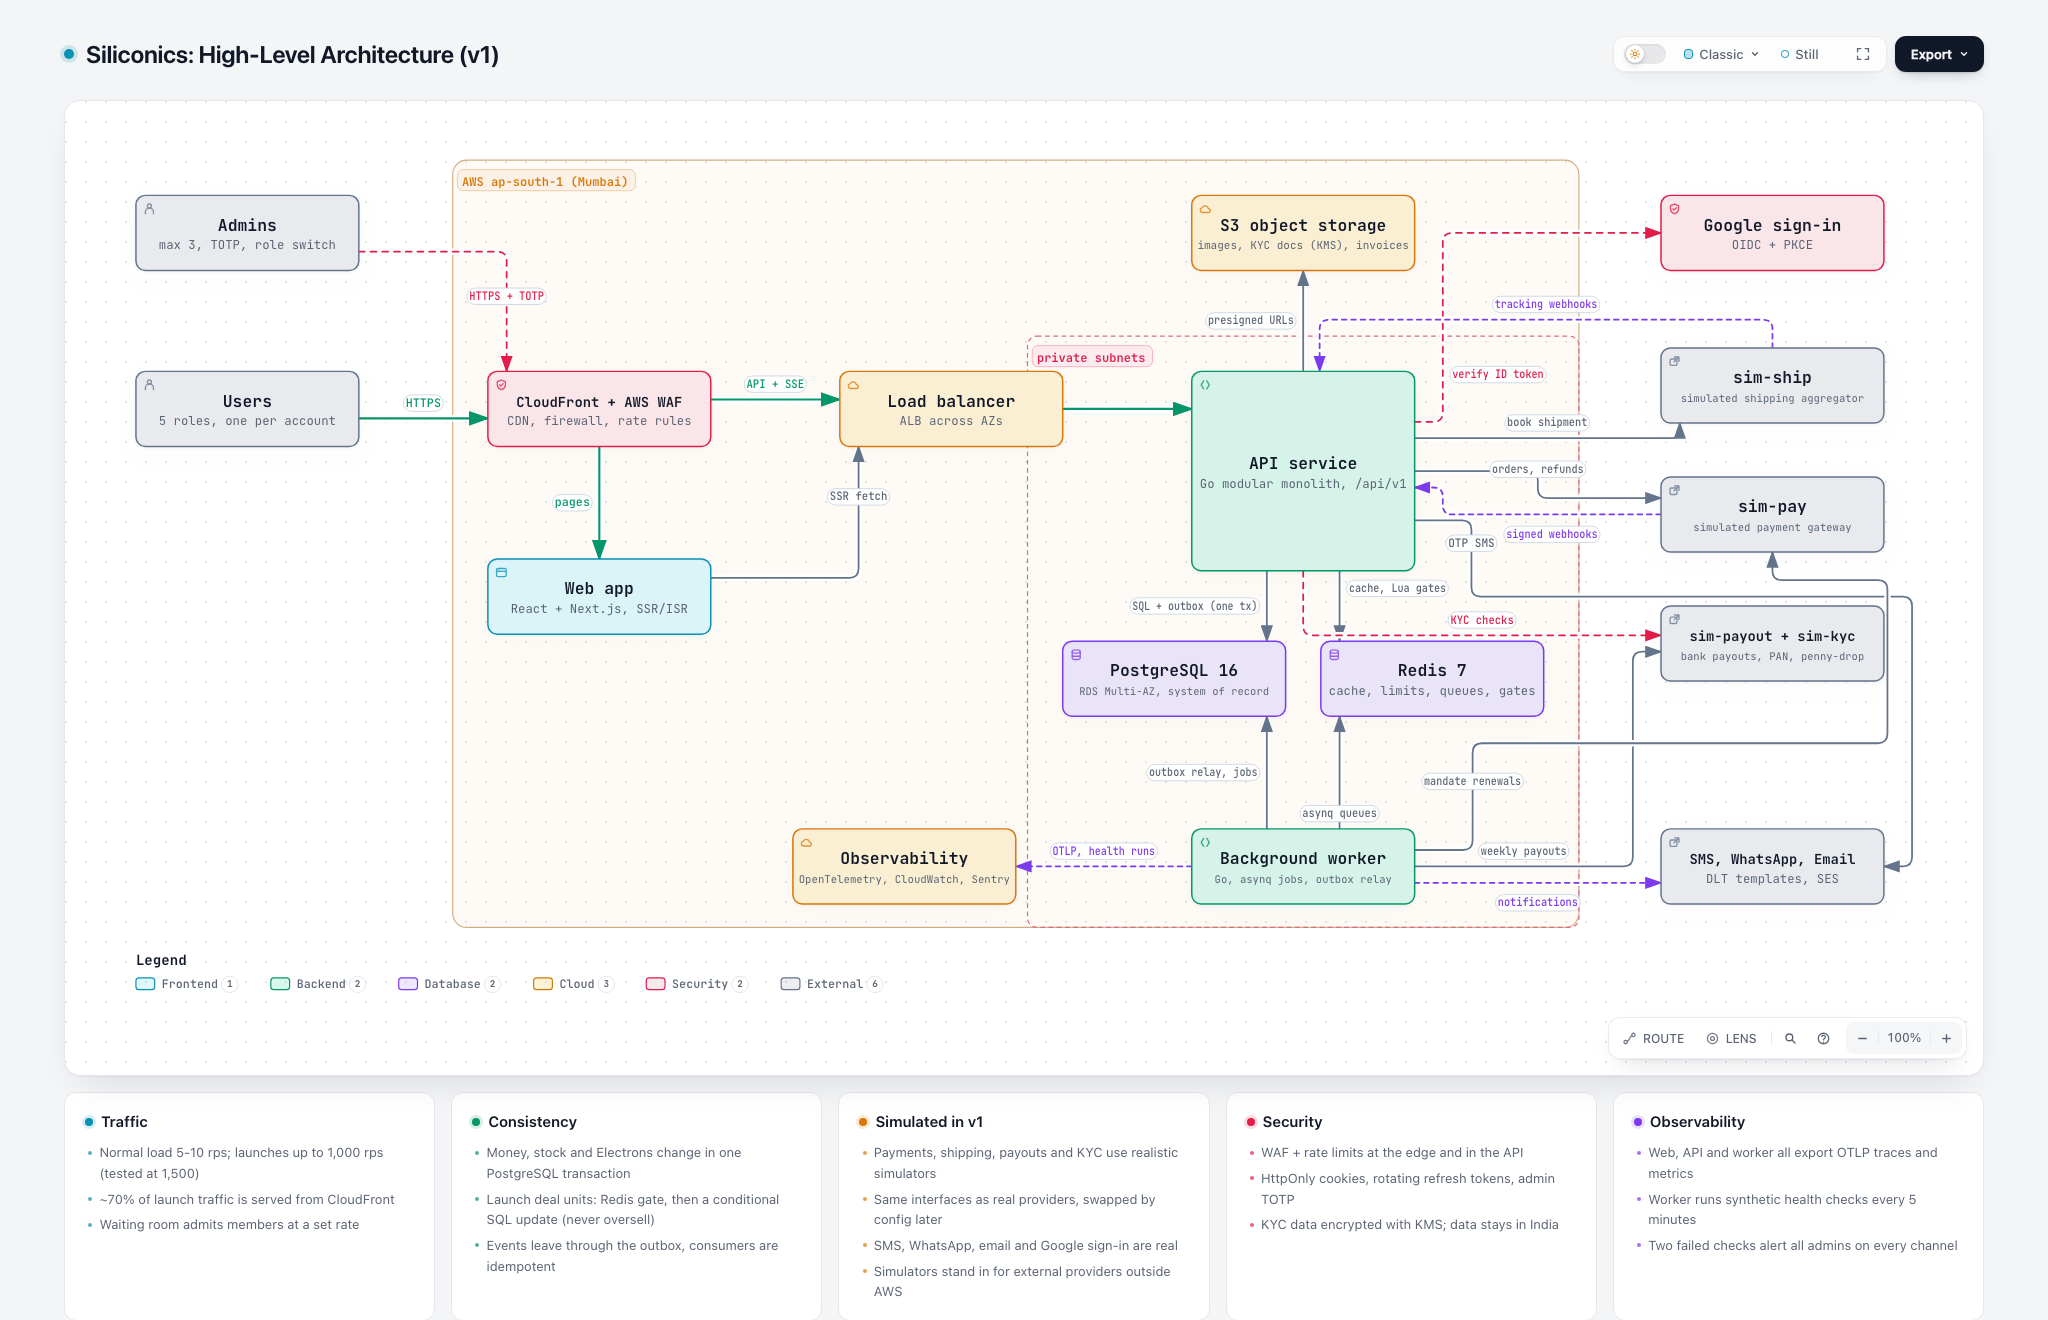 Siliconics: High-Level Architecture (v1)
Classic
Still
Export
AWS ap-south-1 (Mumbai)
Admins
max 3, TOTP, role switch
S3 object storage
images, KYC docs (KMS), invoices
Google sign-in
OIDC + PKCE
HTTPS + TOTP
tracking webhooks
presigned URLs
private subnets
verify ID token
Users
5 roles, one per account
HTTPS
CloudFront + AWS WAF
CDN, firewall, rate rules
API + SSE
Load balancer
ALB across AZs
sim-ship
simulated shipping aggregator
book shipment
API service
Go modular monolith, /api/v1
orders, refunds
pages
SSR fetch
sim-pay
simulated payment gateway
signed webhooks
OTP SMS
Web app
React + Next.js, SSR/ISR
cache, Lua gates
SQL + outbox (one tx)
KYC checks
sim-payout + sim-kyc
bank payouts, PAN, penny-drop
PostgreSQL 16
RDS Multi-AZ, system of record
Redis 7
cache, limits, queues, gates
outbox relay, jobs
mandate renewals
asynq queues
Observability
OpenTelemetry, CloudWatch, Sentry
OTLP, health runs
Background worker
Go, asynq jobs, outbox relay
weekly payouts
SMS, WhatsApp, Email
DLT templates, SES
notifications
Legend
Frontend 1
Backend 2
Database 2
Cloud 3
Security 2
External 6
ROUTE
LENS
− 100% +
Traffic
Normal load 5-10 rps; launches up to 1,000 rps
(tested at 1,500)
~70% of launch traffic is served from CloudFront
Waiting room admits members at a set rate
Consistency
Money, stock and Electrons change in one
PostgreSQL transaction
Launch deal units: Redis gate, then a conditional
SQL update (never oversell)
Events leave through the outbox, consumers are
idempotent
Simulated in v1
Payments, shipping, payouts and KYC use realistic
simulators
Same interfaces as real providers, swapped by
config later
SMS, WhatsApp, email and Google sign-in are real
Simulators stand in for external providers outside
AWS
Security
WAF + rate limits at the edge and in the API
HttpOnly cookies, rotating refresh tokens, admin
TOTP
KYC data encrypted with KMS; data stays in India
Observability
Web, API and worker all export OTLP traces and
metrics
Worker runs synthetic health checks every 5
minutes
Two failed checks alert all admins on every channel